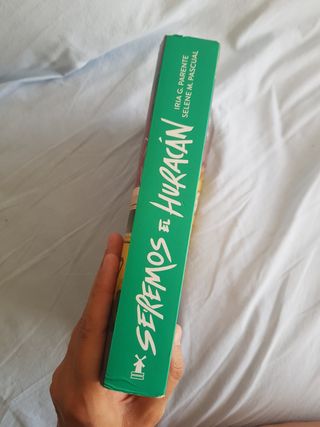 SEREMOS EL HURACÁN
IRIA G. PARENTE
SELENE M. PASCUAL